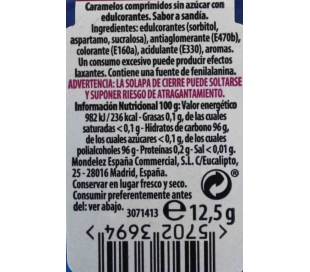 Caramelos comprimidos sin azúcar con
edulcorantes. Sabor a sandía.
Ingredientes: edulcorantes (sorbitol,
aspartamo, sucralosa), antiaglomerante (E470b),
colorante (E160a), acidulante (E330), aromas.
Un consumo excesivo puede producir efectos
laxantes. Contiene una fuente de fenilalanina.
ADVERTENCIA: LA SOLAPA DE CIERRE PUEDE SOLTARSE
Y SUPONER RIESGO DE ATRAGANTAMIENTO.
Información Nutricional 100 g: Valor energético
982 kJ / 236 kcal - Grasas 0,1 g, de las cuales
saturadas < 0,1 g - Hidratos de carbono 96 g,
de los cuales azúcares < 0,1 g, de los cuales
polialcoholes 96 g - Proteínas 0,2 g - Sal < 0,01 g.
Mondelez España Commercial, S.L. C/Eucalipto,
25 - 28016 Madrid, España.
Conservar en lugar fresco y seco.
Consumir preferentemente antes
del: ver abajo. 3071413 e 12,5 g
®
5702 3694